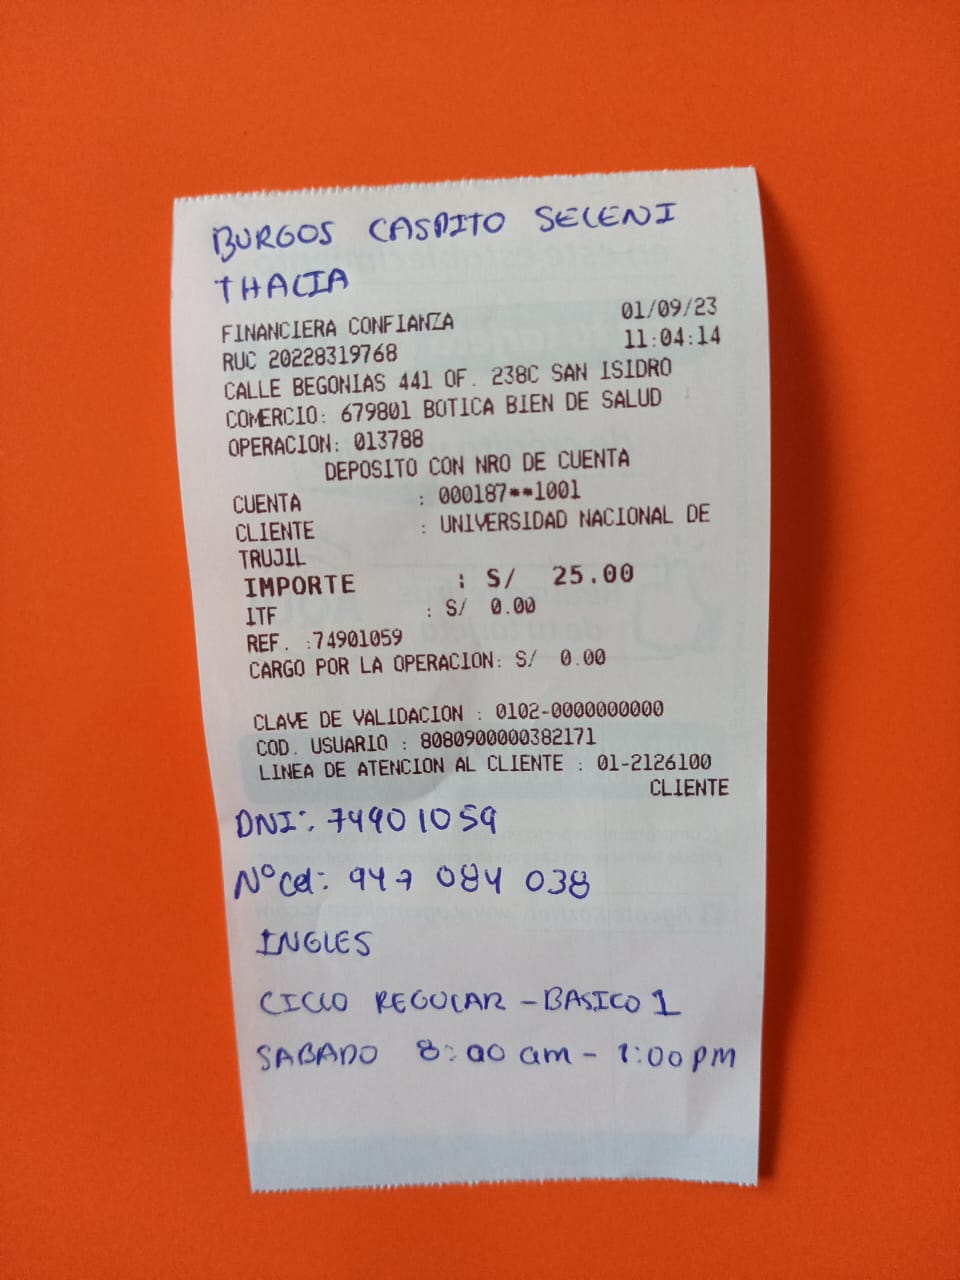 BURGOS CASPITO SELENI
THALIA
FINANCIERA CONFIANZA 01/09/23
RUC 20228319768 11:04:14
CALLE BEGONIAS 441 OF. 238C SAN ISIDRO
COMERCIO: 679801 BOTICA BIEN DE SALUD
OPERACION: 013788
DEPOSITO CON NRO DE CUENTA
CUENTA : 000187**1001
CLIENTE : UNIVERSIDAD NACIONAL DE
TRUJIL
IMPORTE : S/ 25.00
ITF : S/ 0.00
REF. :74901059
CARGO POR LA OPERACION: S/ 0.00
CLAVE DE VALIDACION : 0102-0000000000
COD. USUARIO : 8080900000382171
LINEA DE ATENCION AL CLIENTE : 01-2126100
CLIENTE
DNI: 74901059
N° cel: 947 084 038
INGLES
CICLO REGULAR - BASICO 1
SABADO 8:00 am - 1:00 pm